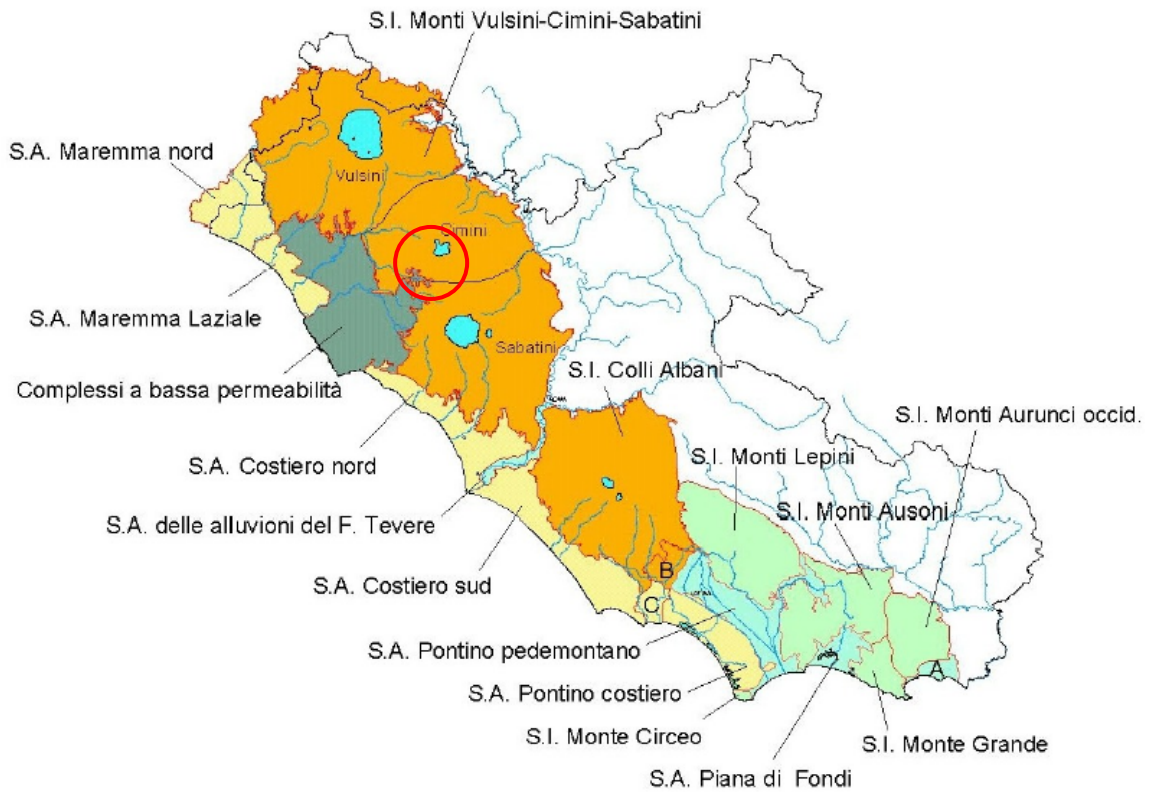 S.I. Monti Vulsini-Cimini-Sabatini
S.A. Maremma nord
Vulsini
Cimini
S.A. Maremma Laziale
Sabatini
S.I. Colli Albani
Complessi a bassa permeabilità
S.I. Monti Aurunci occid.
S.A. Costiero nord
S.I. Monti Lepini
S.I. Monti Ausoni
S.A. delle alluvioni del F. Tevere
B
S.A. Costiero sud
C
S.A. Pontino pedemontano
A
S.A. Pontino costiero
S.I. Monte Circeo
S.I. Monte Grande
S.A. Piana di Fondi